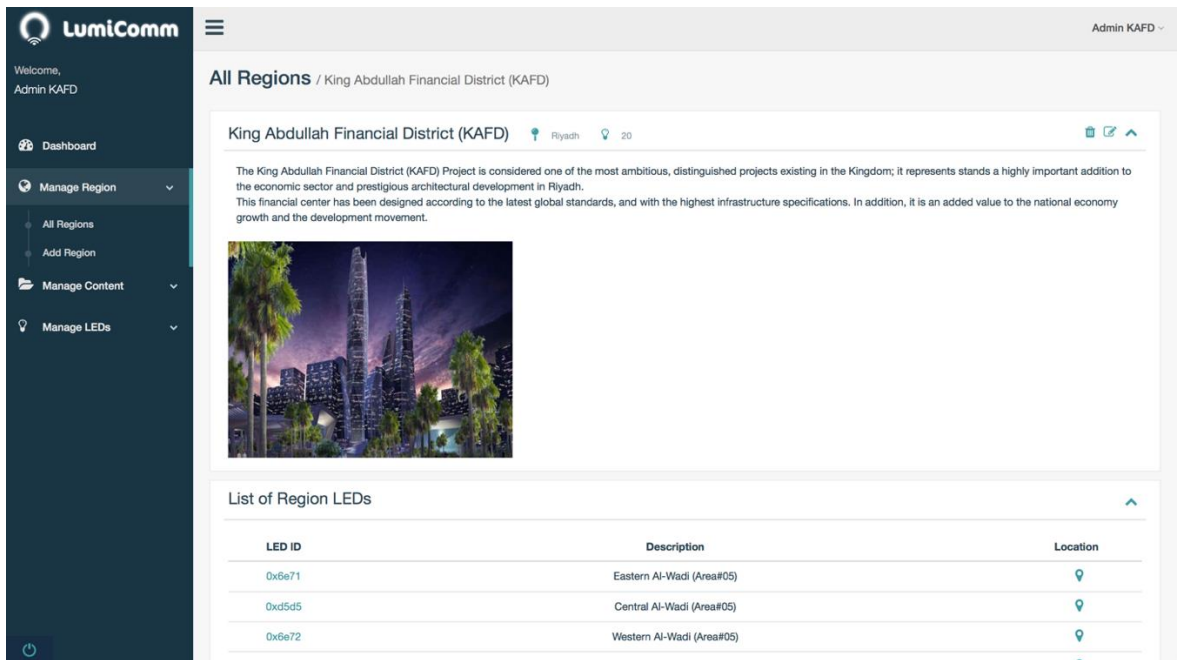 LumiComm
Admin KAFD
Welcome,
Admin KAFD
Dashboard
Manage Region
All Regions
Add Region
Manage Content
Manage LEDs
All Regions / King Abdullah Financial District (KAFD)
King Abdullah Financial District (KAFD) Riyadh 20
The King Abdullah Financial District (KAFD) Project is considered one of the most ambitious, distinguished projects existing in the Kingdom; it represents stands a highly important addition to
the economic sector and prestigious architectural development in Riyadh.
This financial center has been designed according to the latest global standards, and with the highest infrastructure specifications. In addition, it is an added value to the national economy
growth and the development movement.
List of Region LEDs
LED ID Description Location
0x6e71 Eastern Al-Wadi (Area#05)
0xd5d5 Central Al-Wadi (Area#05)
0x6e72 Western Al-Wadi (Area#05)